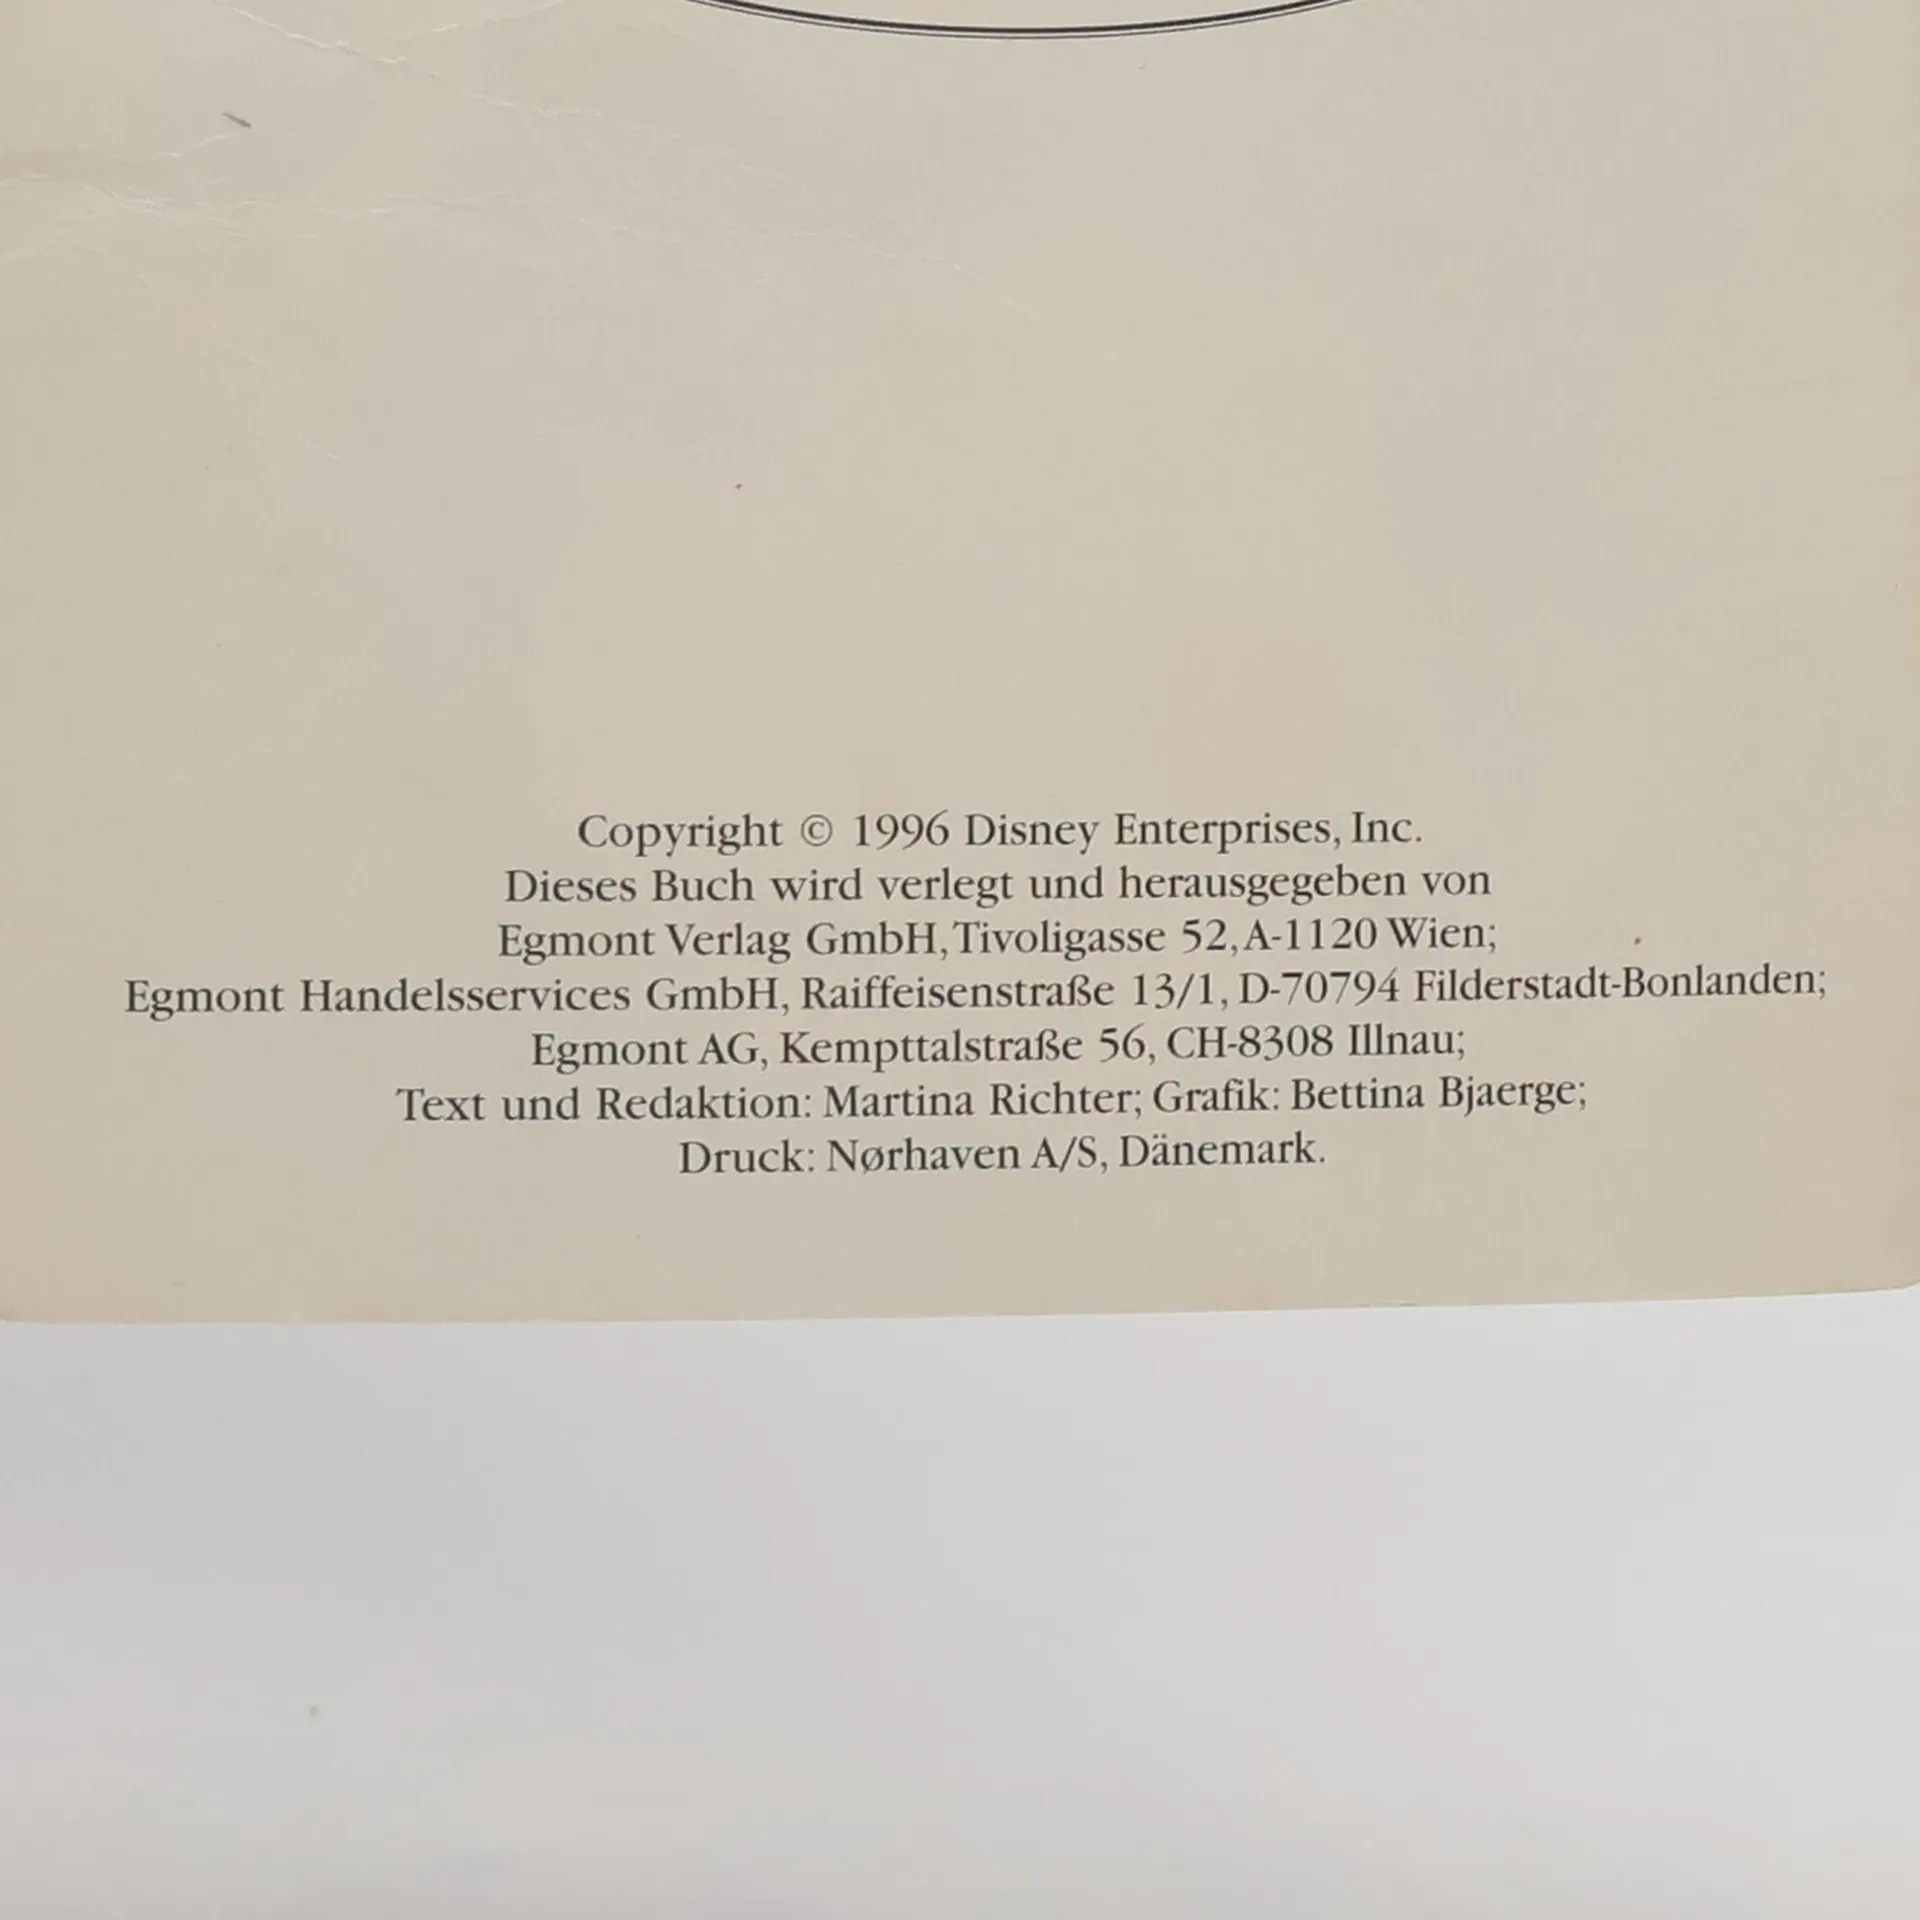 Copyright © 1996 Disney Enterprises, Inc.
Dieses Buch wird verlegt und herausgegeben von
Egmont Verlag GmbH, Tivoligasse 52, A-1120 Wien;
Egmont Handelsservices GmbH, Raiffeisenstraße 13/1, D-70794 Filderstadt-Bonlanden;
Egmont AG, Kempttalstraße 56, CH-8308 Illnau;
Text und Redaktion: Martina Richter; Grafik: Bettina Bjaerge;
Druck: Nørhaven A/S, Dänemark.